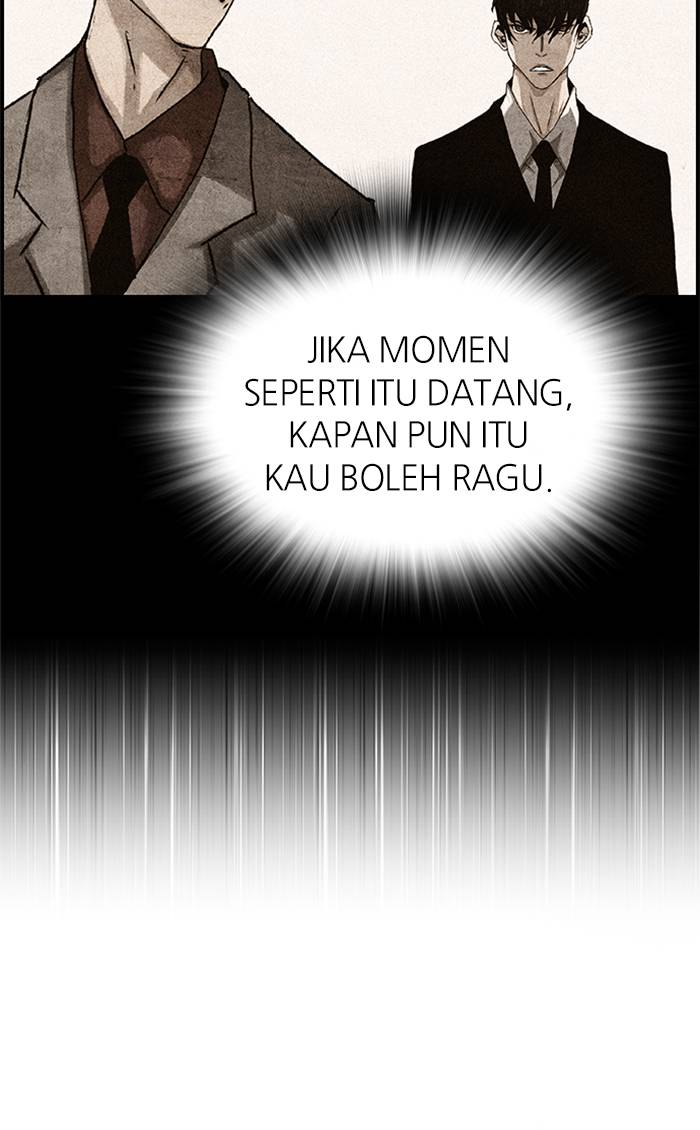 JIKA MOMEN
SEPERTI ITU DATANG,
KAPAN PUN ITU
KAU BOLEH RAGU.